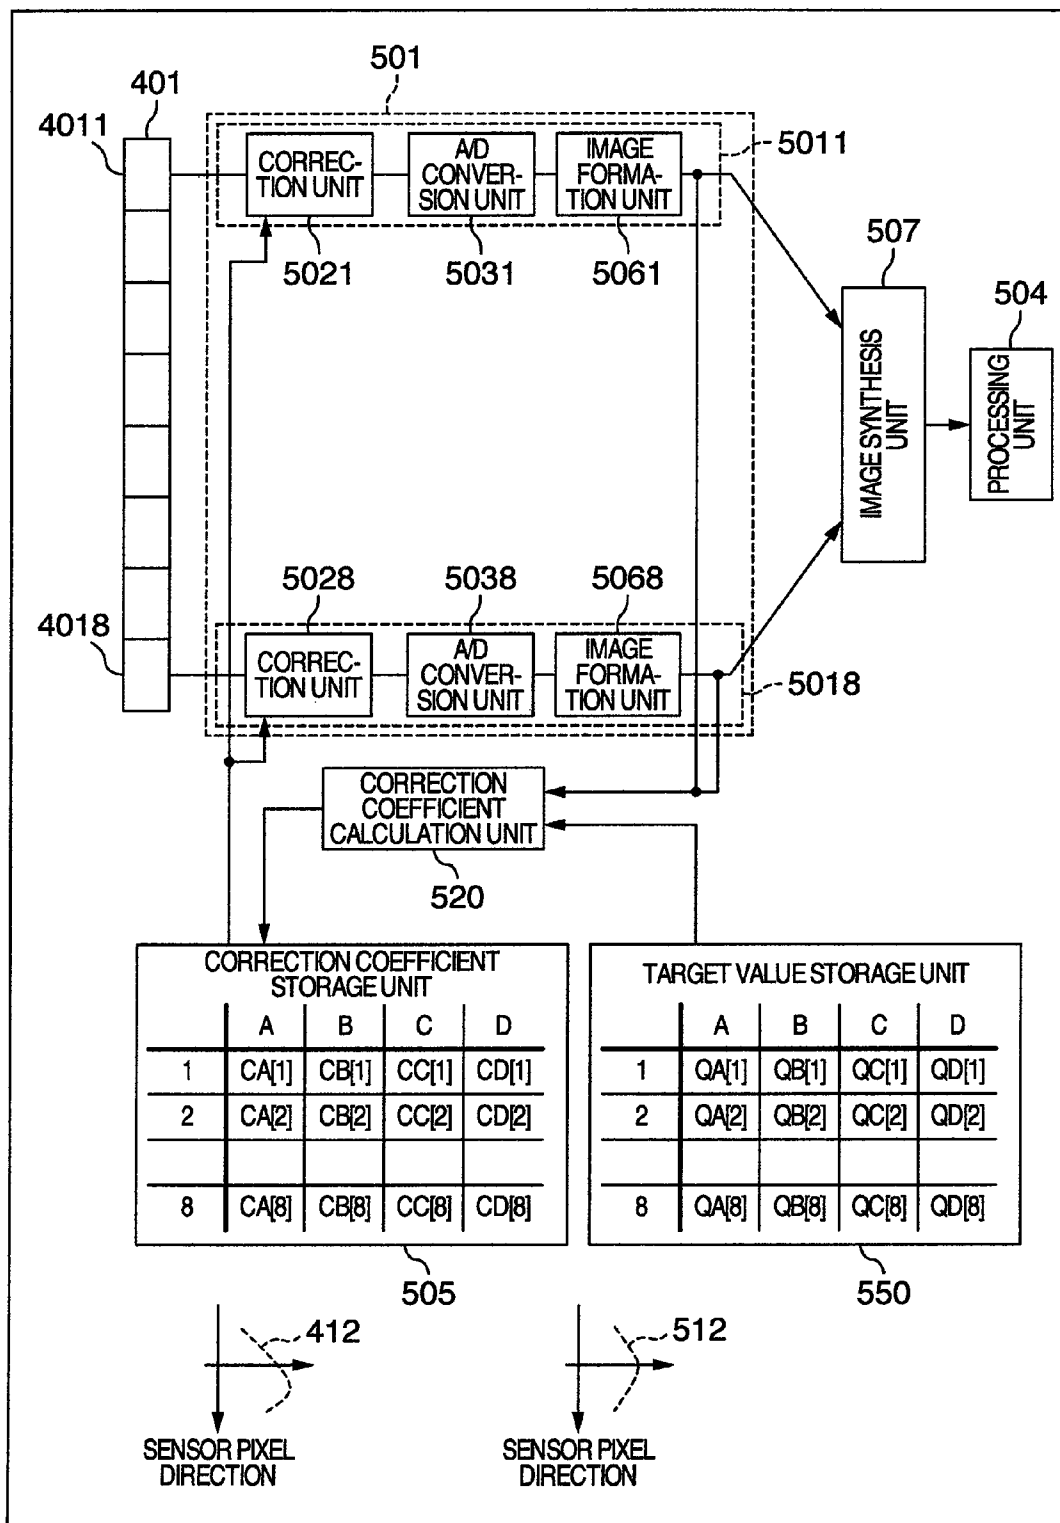 501
401
4011
CORREC-
TION UNIT
A/D
CONVER-
SION UNIT
IMAGE
FORMA-
TION UNIT
5011
5021
5031
5061
507
504
IMAGE SYNTHESIS
UNIT
PROCESSING
UNIT
5028
5038
5068
4018
CORREC-
TION UNIT
A/D
CONVER-
SION UNIT
IMAGE
FORMA-
TION UNIT
5018
CORRECTION
COEFFICIENT
CALCULATION UNIT
520
CORRECTION COEFFICIENT
STORAGE UNIT
A B C D
1 CA[1] CB[1] CC[1] CD[1]
2 CA[2] CB[2] CC[2] CD[2]
8 CA[8] CB[8] CC[8] CD[8]
505
TARGET VALUE STORAGE UNIT
A B C D
1 QA[1] QB[1] QC[1] QD[1]
2 QA[2] QB[2] QC[2] QD[2]
8 QA[8] QB[8] QC[8] QD[8]
550
412
SENSOR PIXEL
DIRECTION
512
SENSOR PIXEL
DIRECTION